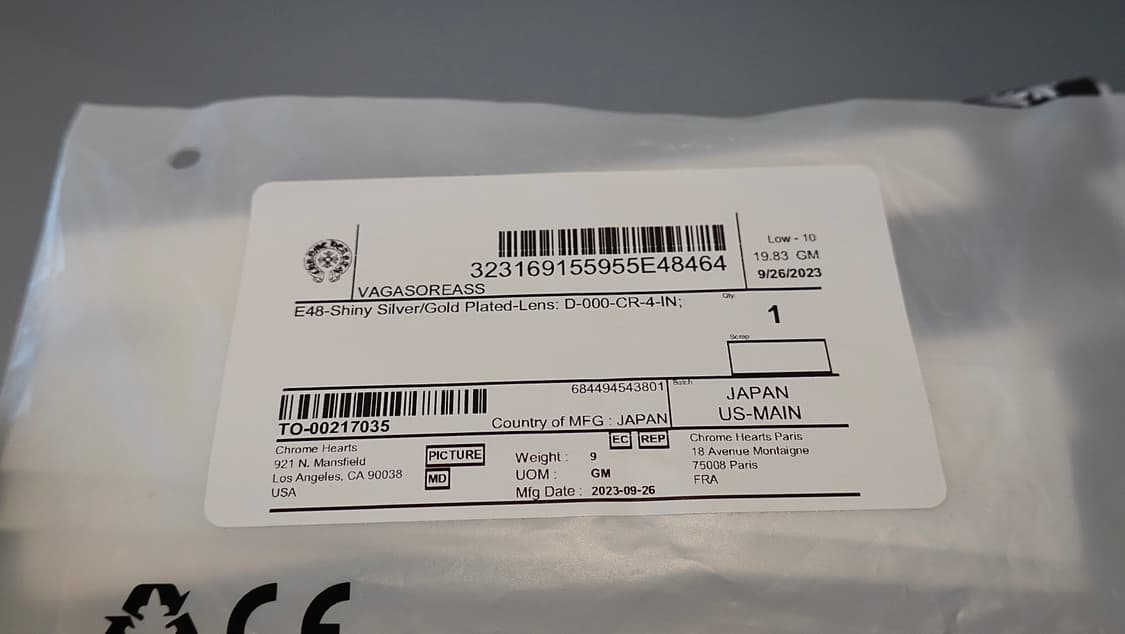 323169155955E48464
VAGASOREASS
Low - 10
19.83 GM
9/26/2023
E48-Shiny Silver/Gold Plated-Lens: D-000-CR-4-IN;
Qty
1
Scrap
TO-00217035
684494543801
Country of MFG : JAPAN
Batch
JAPAN
US-MAIN
Chrome Hearts
921 N. Mansfield
Los Angeles, CA 90038
USA
PICTURE
MD
EC REP
Weight : 9
UOM : GM
Mfg Date : 2023-09-26
Chrome Hearts Paris
18 Avenue Montaigne
75008 Paris
FRA
CE